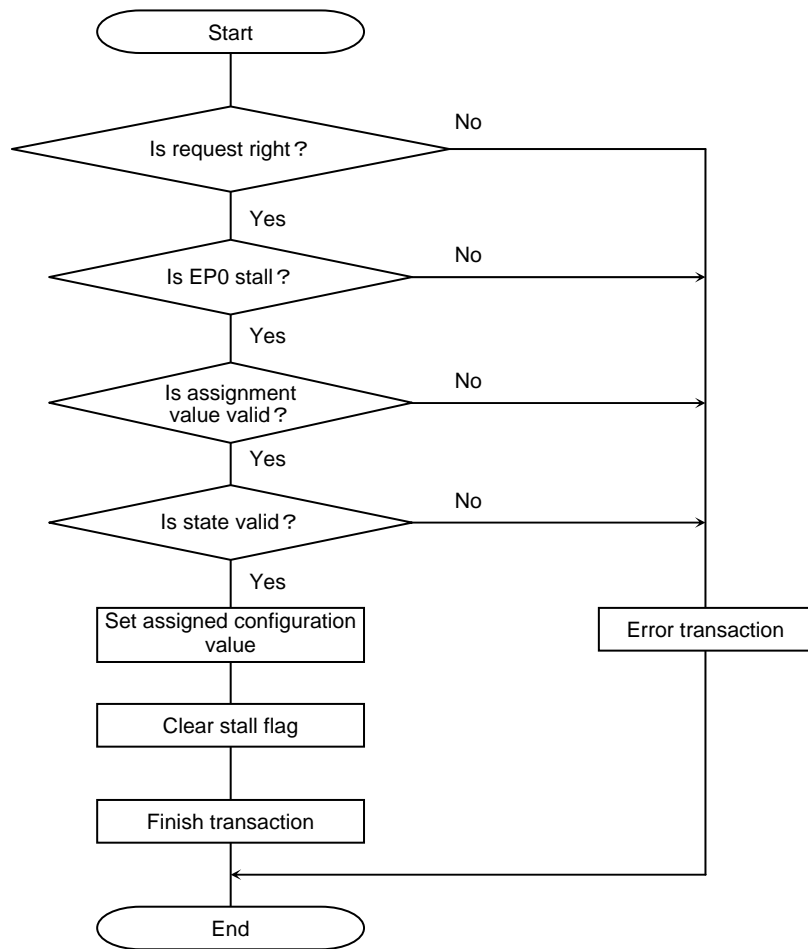 Start
Is request right？
No
Yes
Is EP0 stall？
No
Yes
Is assignment
value valid？
No
Yes
Is state valid？
No
Yes
Set assigned configuration
value
Error transaction
Clear stall flag
Finish transaction
End